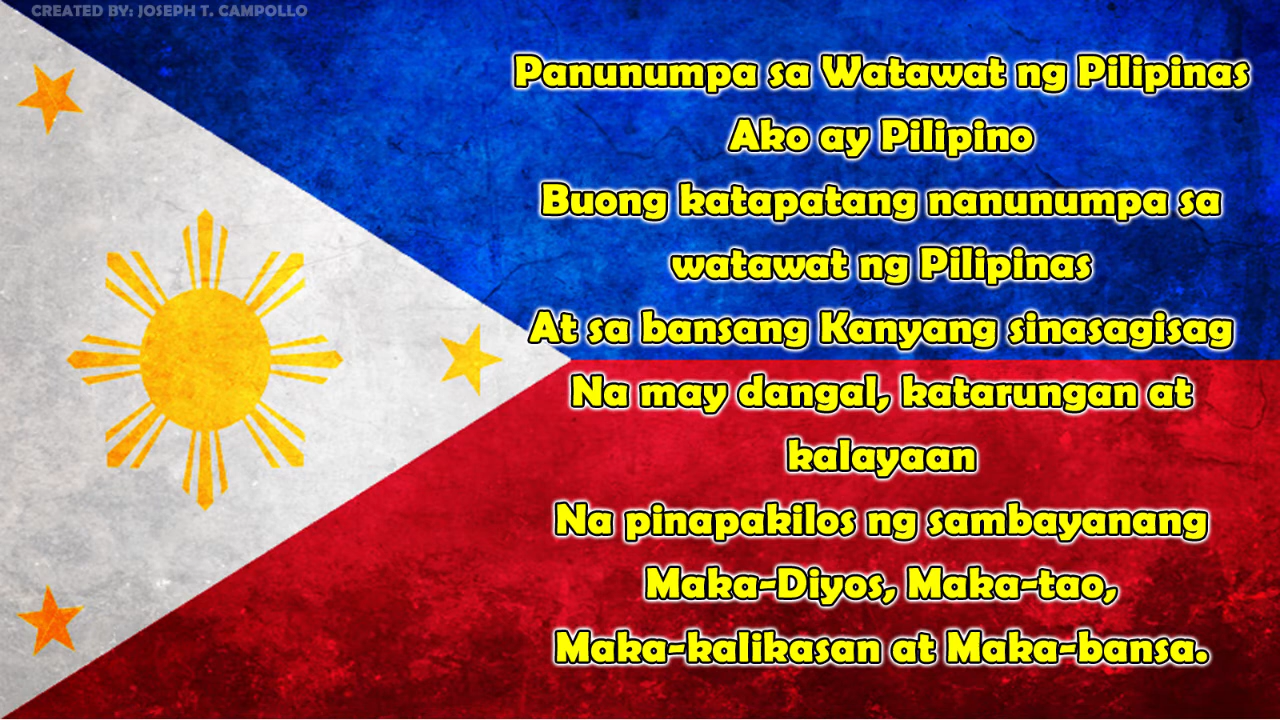 CREATED BY: JOSEPH T. CAMPOLLO
Panunumpa sa Watawat ng Pilipinas
Ako ay Pilipino
Buong katapatang nanunumpa sa
watawat ng Pilipinas
At sa bansang Kanyang sinasagisag
Na may dangal, katarungan at
kalayaan
Na pinapakilos ng sambayanang
Maka-Diyos, Maka-tao,
Maka-kalikasan at Maka-bansa.